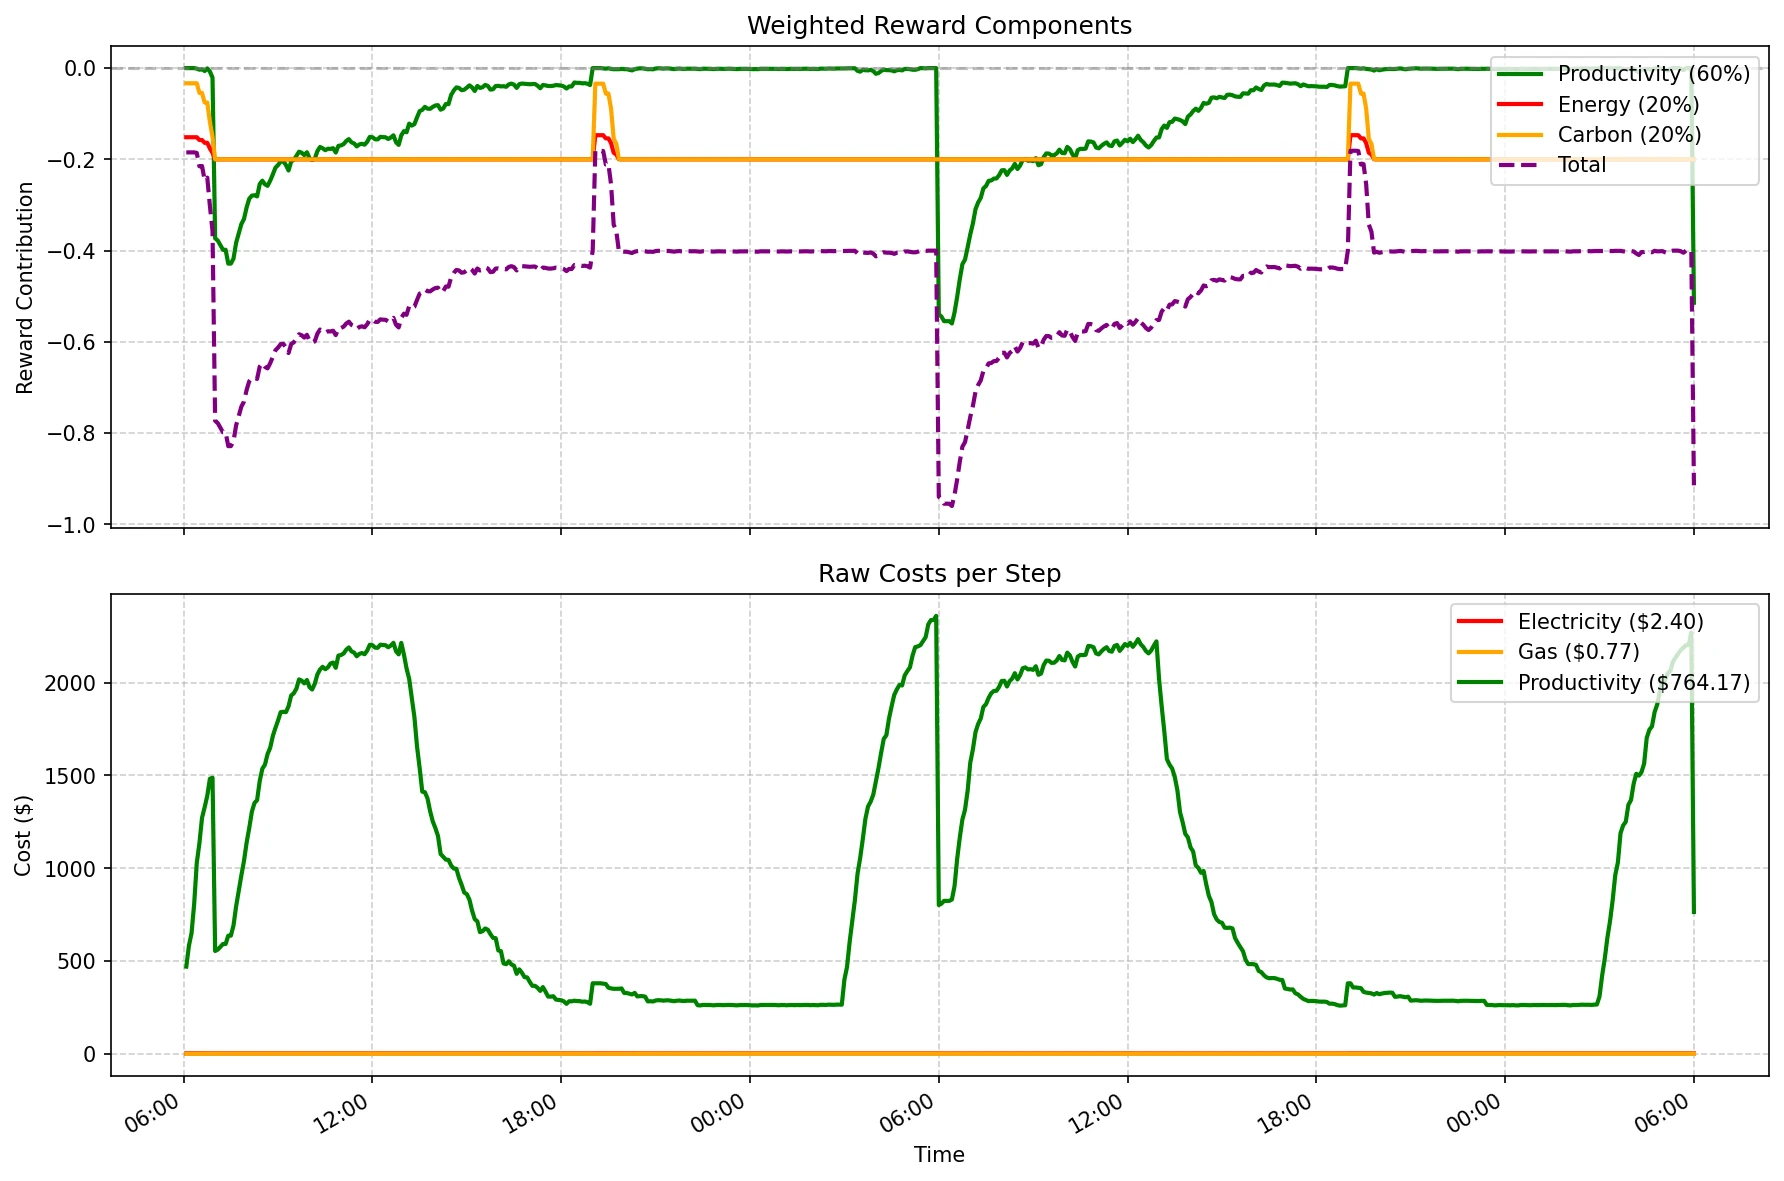 Weighted Reward Components
Reward Contribution
0.0
−0.2
−0.4
−0.6
−0.8
−1.0
Productivity (60%)
Energy (20%)
Carbon (20%)
Total
Raw Costs per Step
Cost ($)
2000
1500
1000
500
0
Electricity ($2.40)
Gas ($0.77)
Productivity ($764.17)
06:00
12:00
18:00
00:00
06:00
12:00
18:00
00:00
06:00
Time